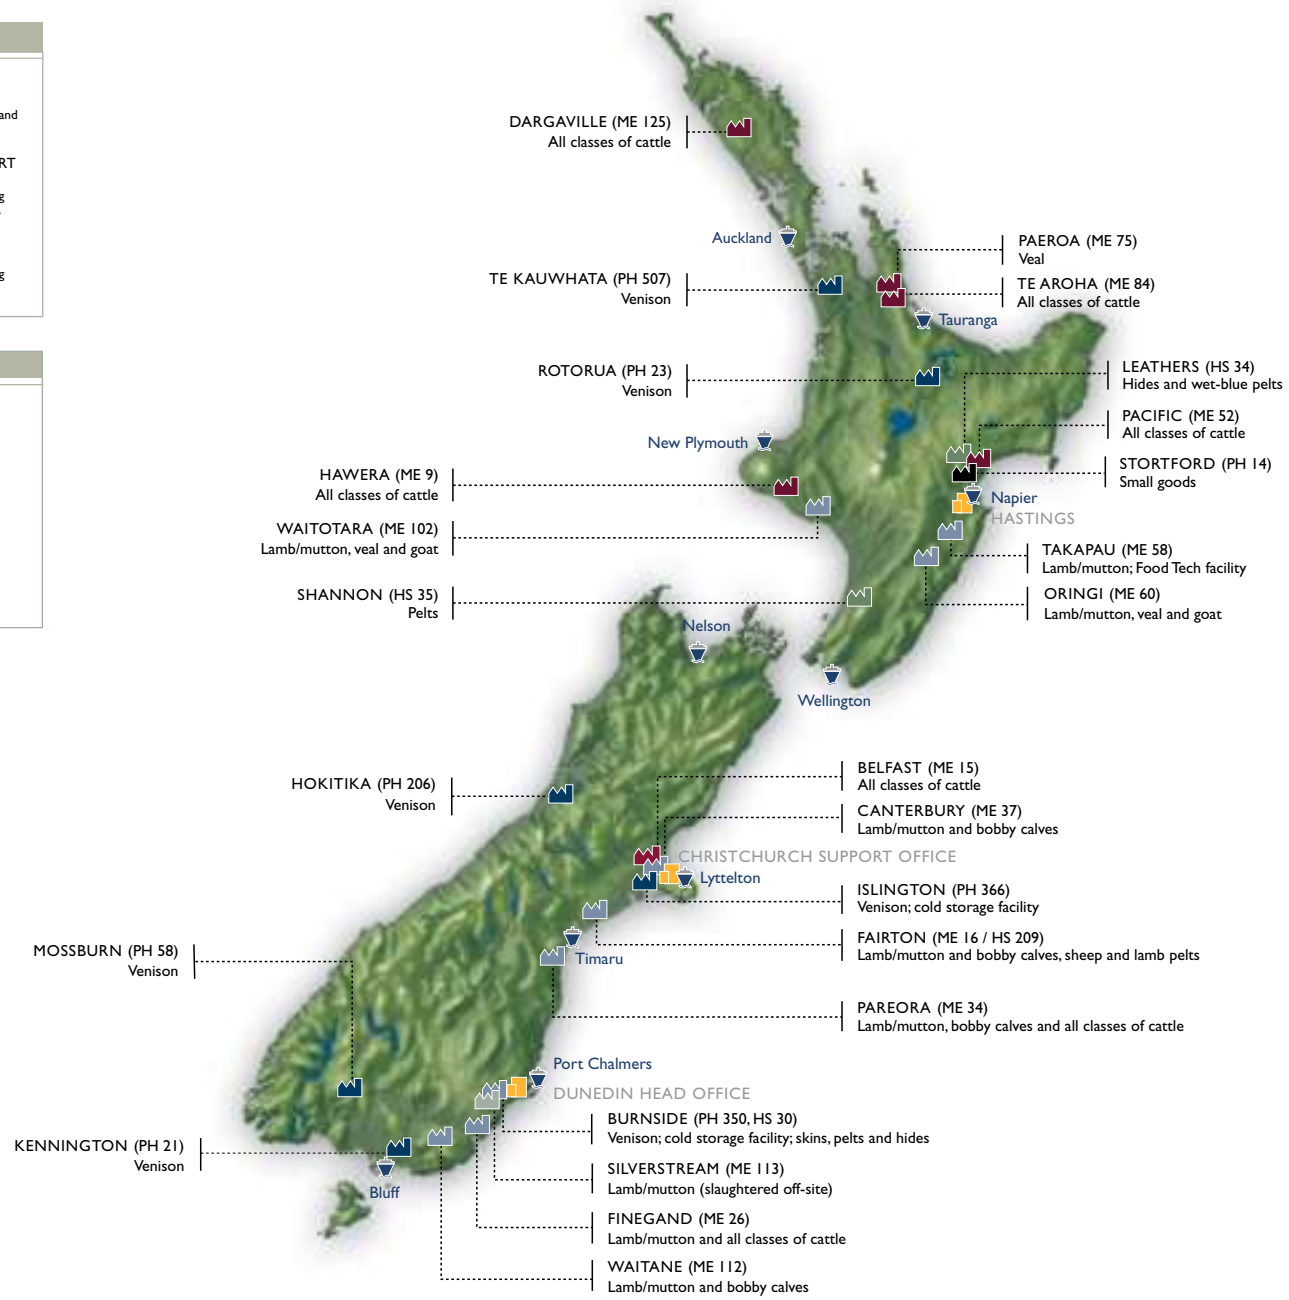 and
RT
g
g
DARGAVILLE (ME 125)
All classes of cattle
Auckland
PAEROA (ME 75)
Veal
TE KAUWHATA (PH 507)
Venison
TE AROHA (ME 84)
All classes of cattle
Tauranga
ROTORUA (PH 23)
Venison
LEATHERS (HS 34)
Hides and wet-blue pelts
PACIFIC (ME 52)
All classes of cattle
New Plymouth
STORTFORD (PH 14)
Small goods
HAWERA (ME 9)
All classes of cattle
Napier
HASTINGS
WAITOTARA (ME 102)
Lamb/mutton, veal and goat
TAKAPAU (ME 58)
Lamb/mutton; Food Tech facility
SHANNON (HS 35)
Pelts
ORINGI (ME 60)
Lamb/mutton, veal and goat
Nelson
Wellington
HOKITIKA (PH 206)
Venison
BELFAST (ME 15)
All classes of cattle
CANTERBURY (ME 37)
Lamb/mutton and bobby calves
CHRISTCHURCH SUPPORT OFFICE
Lyttelton
ISLINGTON (PH 366)
Venison; cold storage facility
FAIRTON (ME 16 / HS 209)
Lamb/mutton and bobby calves, sheep and lamb pelts
MOSSBURN (PH 58)
Venison
Timaru
PAREORA (ME 34)
Lamb/mutton, bobby calves and all classes of cattle
Port Chalmers
DUNEDIN HEAD OFFICE
BURNSIDE (PH 350, HS 30)
Venison; cold storage facility; skins, pelts and hides
KENNINGTON (PH 21)
Venison
SILVERSTREAM (ME 113)
Lamb/mutton (slaughtered off-site)
Bluff
FINEGAND (ME 26)
Lamb/mutton and all classes of cattle
WAITANE (ME 112)
Lamb/mutton and bobby calves